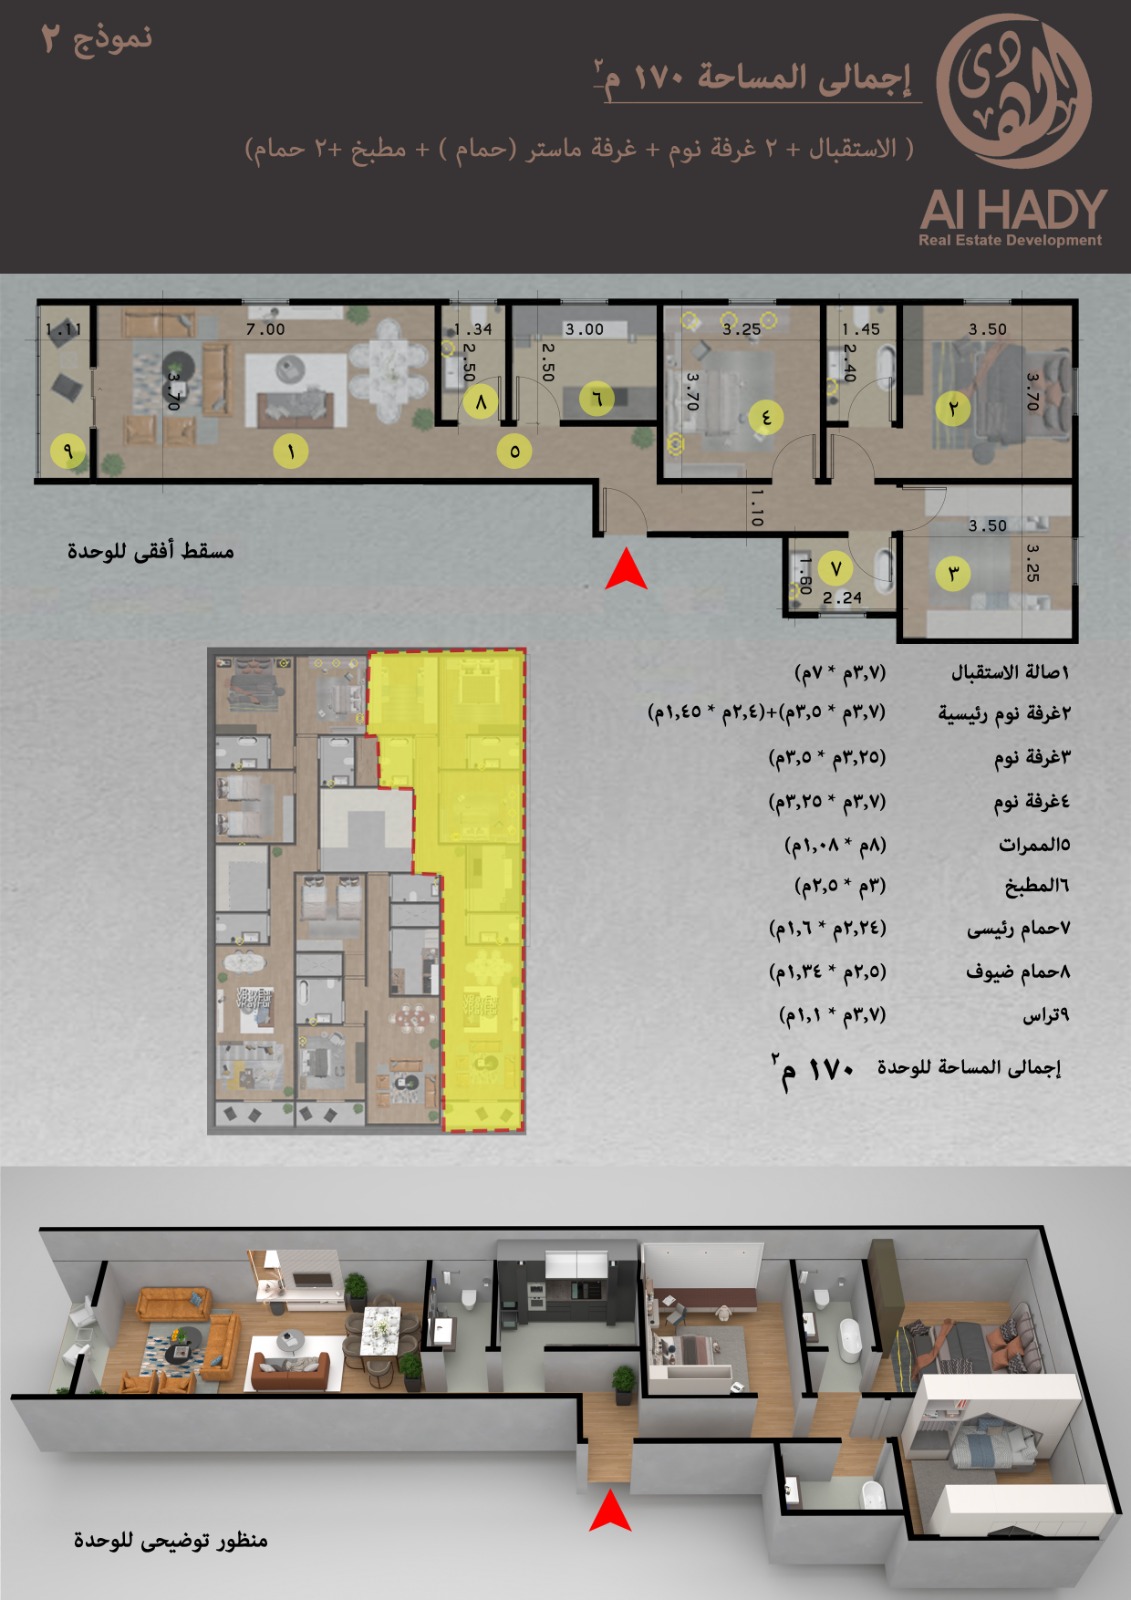 نموذج ٢
إجمالى المساحة ١٧٠ م٢
( الاستقبال + ٢ غرفة نوم + غرفة ماستر (حمام ) + مطبخ +٢ حمام)
الهادى
Al HADY
Real Estate Development
1.11
7.00
1.34
3.00
3.25
1.45
3.50
3.70
2.50
2.50
3.70
2.40
3.70
٩
١
٨
٥
٦
٤
٢
1.10
3.50
3.25
1.60
٧
2.24
٣
مسقط أفقى للوحدة
١صالة الاستقبال (٣,٧م * ٧م)
٢غرفة نوم رئيسية (٣,٧م * ٣,٥م)+(٢,٤م * ١,٤٥م)
٣غرفة نوم (٣,٢٥م * ٣,٥م)
٤غرفة نوم (٣,٧م * ٣,٢٥م)
٥الممرات (٨م * ١,٠٨م)
٦المطبخ (٣م * ٢,٥م)
٧حمام رئيسى (٢,٢٤م * ١,٦م)
٨حمام ضيوف (٢,٥م * ١,٣٤م)
٩تراس (٣,٧م * ١,١م)
إجمالى المساحة للوحدة ١٧٠ م٢
منظور توضيحى للوحدة